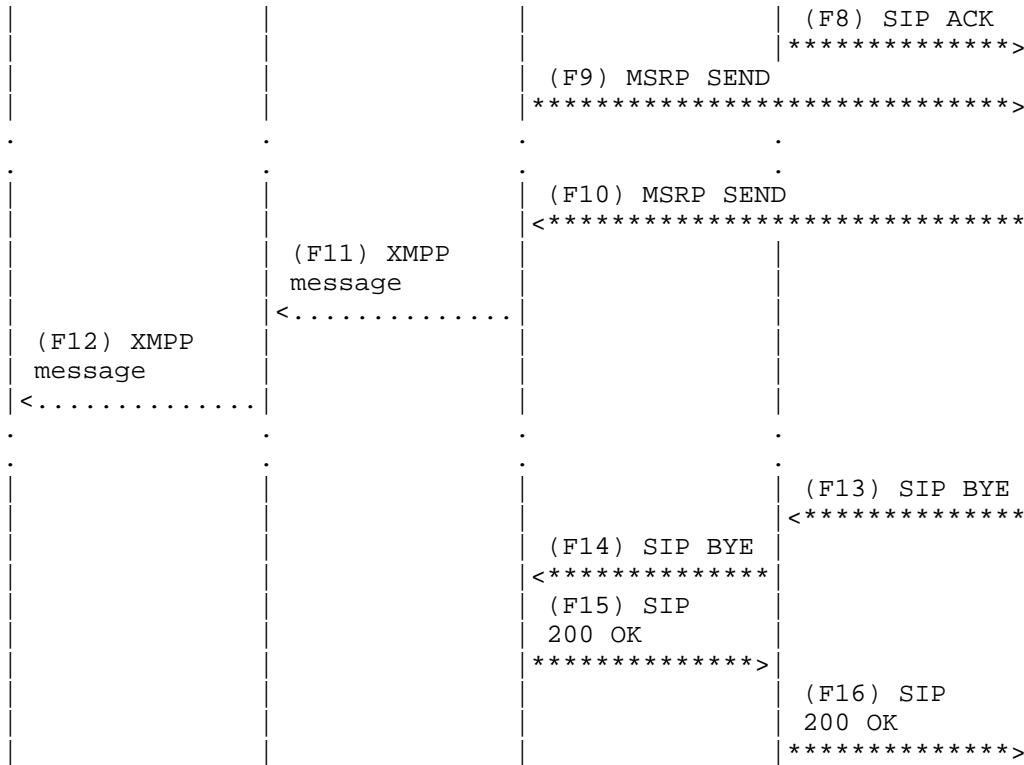 (F8) SIP ACK
**************>
(F9) MSRP SEND
******************************>
. . . .
. . . .
(F10) MSRP SEND
<******************************
(F11) XMPP
message
<..............
(F12) XMPP
message
<..............
. . . .
. . . .
(F13) SIP BYE
<**************
(F14) SIP BYE
<**************
(F15) SIP
200 OK
**************>
(F16) SIP
200 OK
**************>